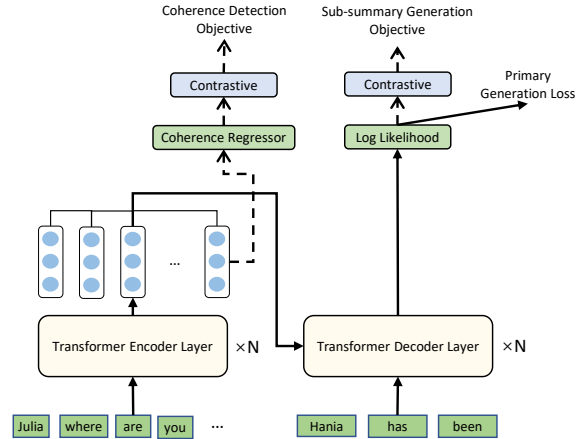 Coherence Detection
Objective
Sub-summary Generation
Objective
Contrastive
Contrastive
Primary
Generation Loss
Coherence Regressor
Log Likelihood
...
Transformer Encoder Layer
×N
Transformer Decoder Layer
×N
Julia
where
are
you
...
Hania
has
been